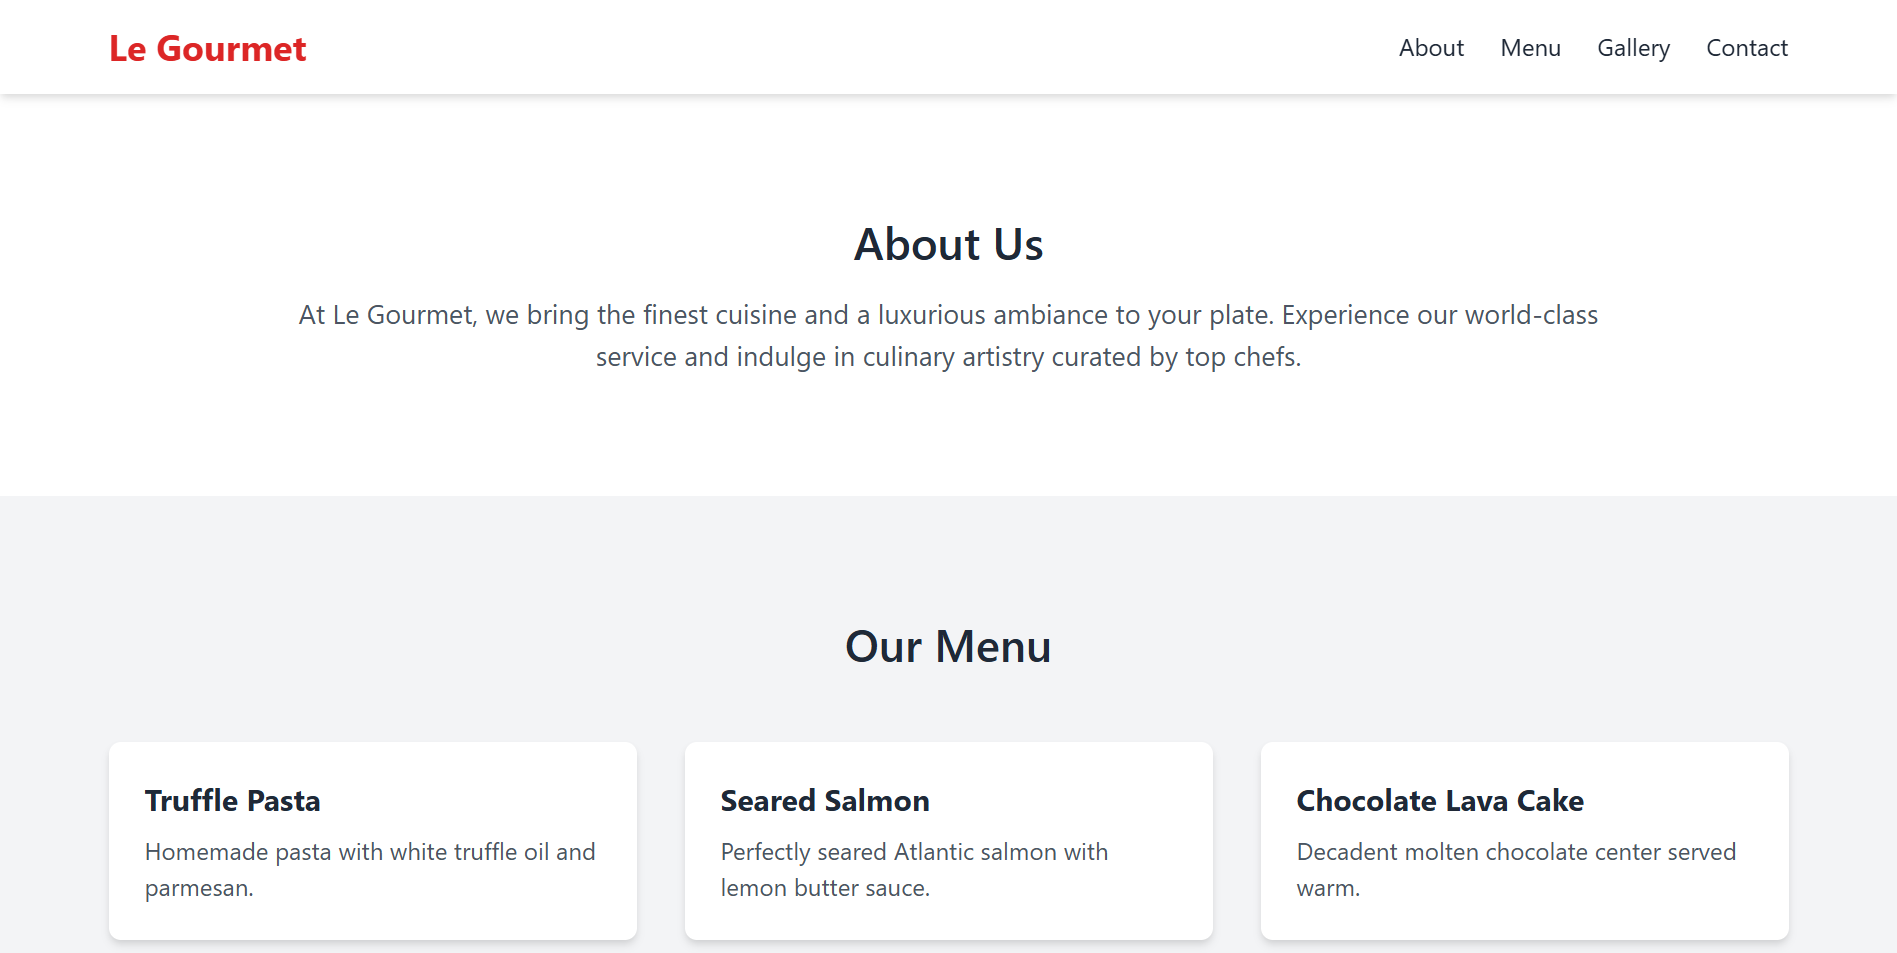 Le Gourmet
About
Menu
Gallery
Contact
About Us
At Le Gourmet, we bring the finest cuisine and a luxurious ambiance to your plate. Experience our world-class
service and indulge in culinary artistry curated by top chefs.
Our Menu
Truffle Pasta
Homemade pasta with white truffle oil and
parmesan.
Seared Salmon
Perfectly seared Atlantic salmon with
lemon butter sauce.
Chocolate Lava Cake
Decadent molten chocolate center served
warm.